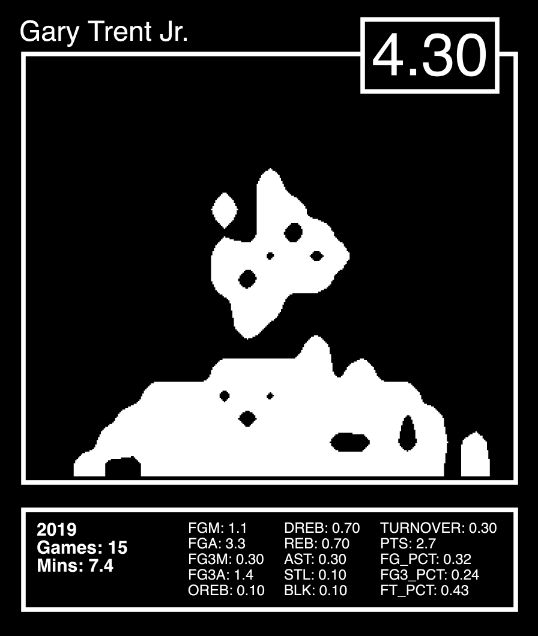 Gary Trent Jr.
4.30
2019
Games: 15
Mins: 7.4
FGM: 1.1
FGA: 3.3
FG3M: 0.30
FG3A: 1.4
OREB: 0.10
DREB: 0.70
REB: 0.70
AST: 0.30
STL: 0.10
BLK: 0.10
TURNOVER: 0.30
PTS: 2.7
FG_PCT: 0.32
FG3_PCT: 0.24
FT_PCT: 0.43